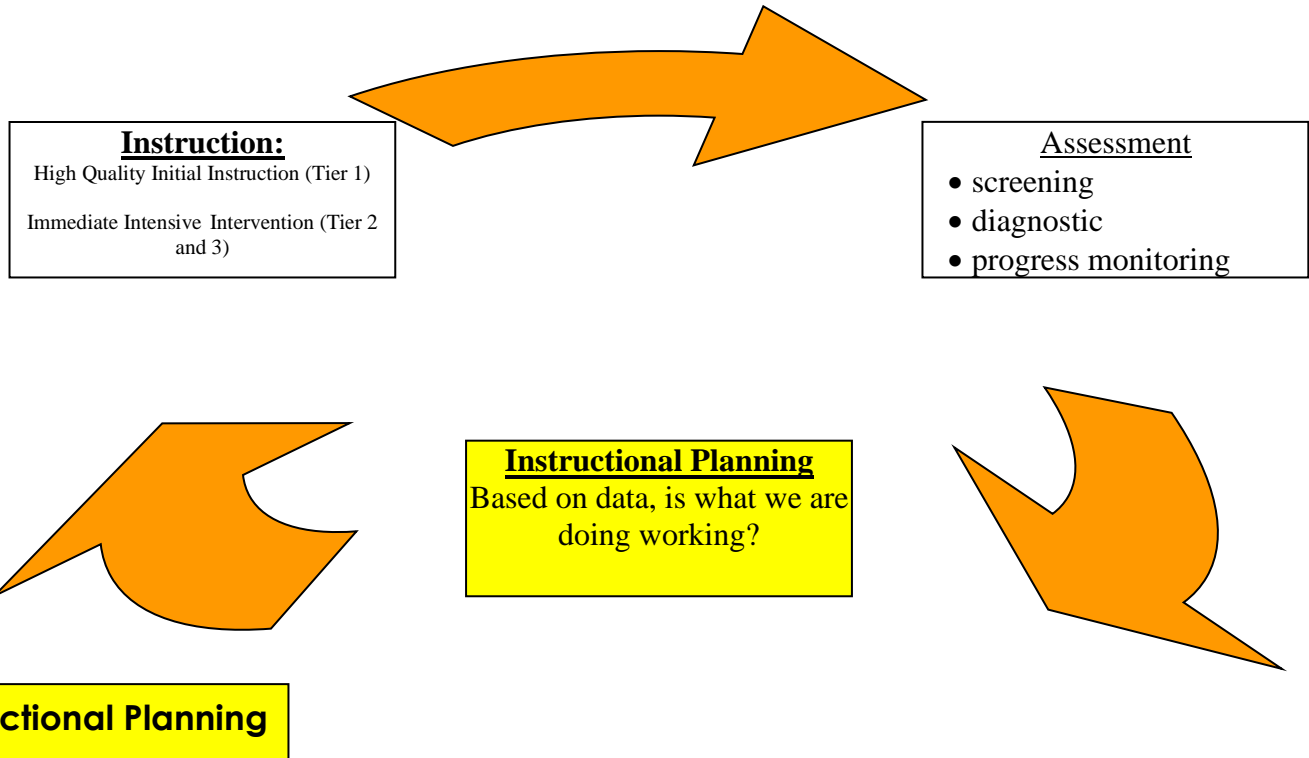 Instruction:
High Quality Initial Instruction (Tier 1)
Immediate Intensive Intervention (Tier 2
and 3)
Assessment
• screening
• diagnostic
• progress monitoring
Instructional Planning
Based on data, is what we are
doing working?
ctional Planning